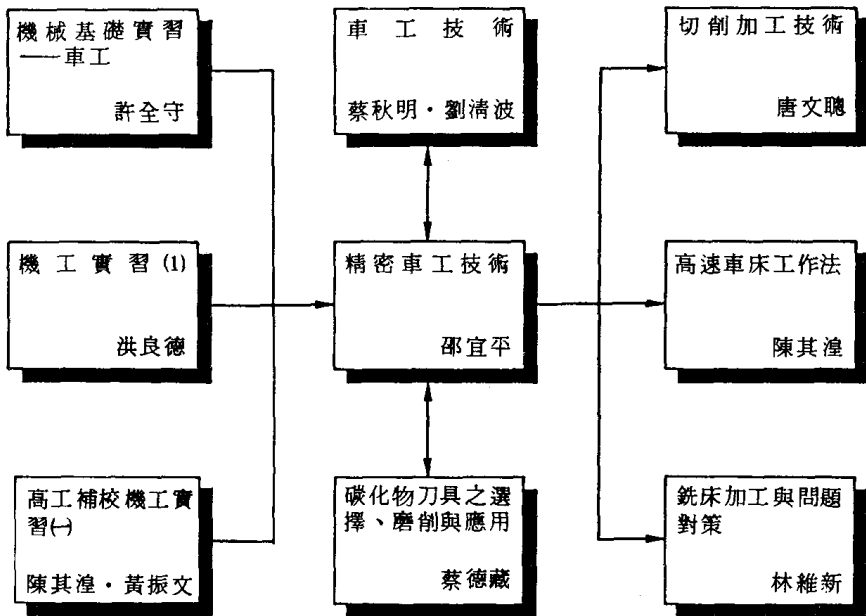 機械基礎實習
——車工
許全守
車工技術
蔡秋明・劉清波
切削加工技術
唐文聰
機工實習(1)
洪良德
精密車工技術
邵宜平
高速車床工作法
陳其湟
高工補校機工實
習㈠
陳其湟・黃振文
碳化物刀具之選
擇、磨削與應用
蔡德藏
銑床加工與問題
對策
林維新